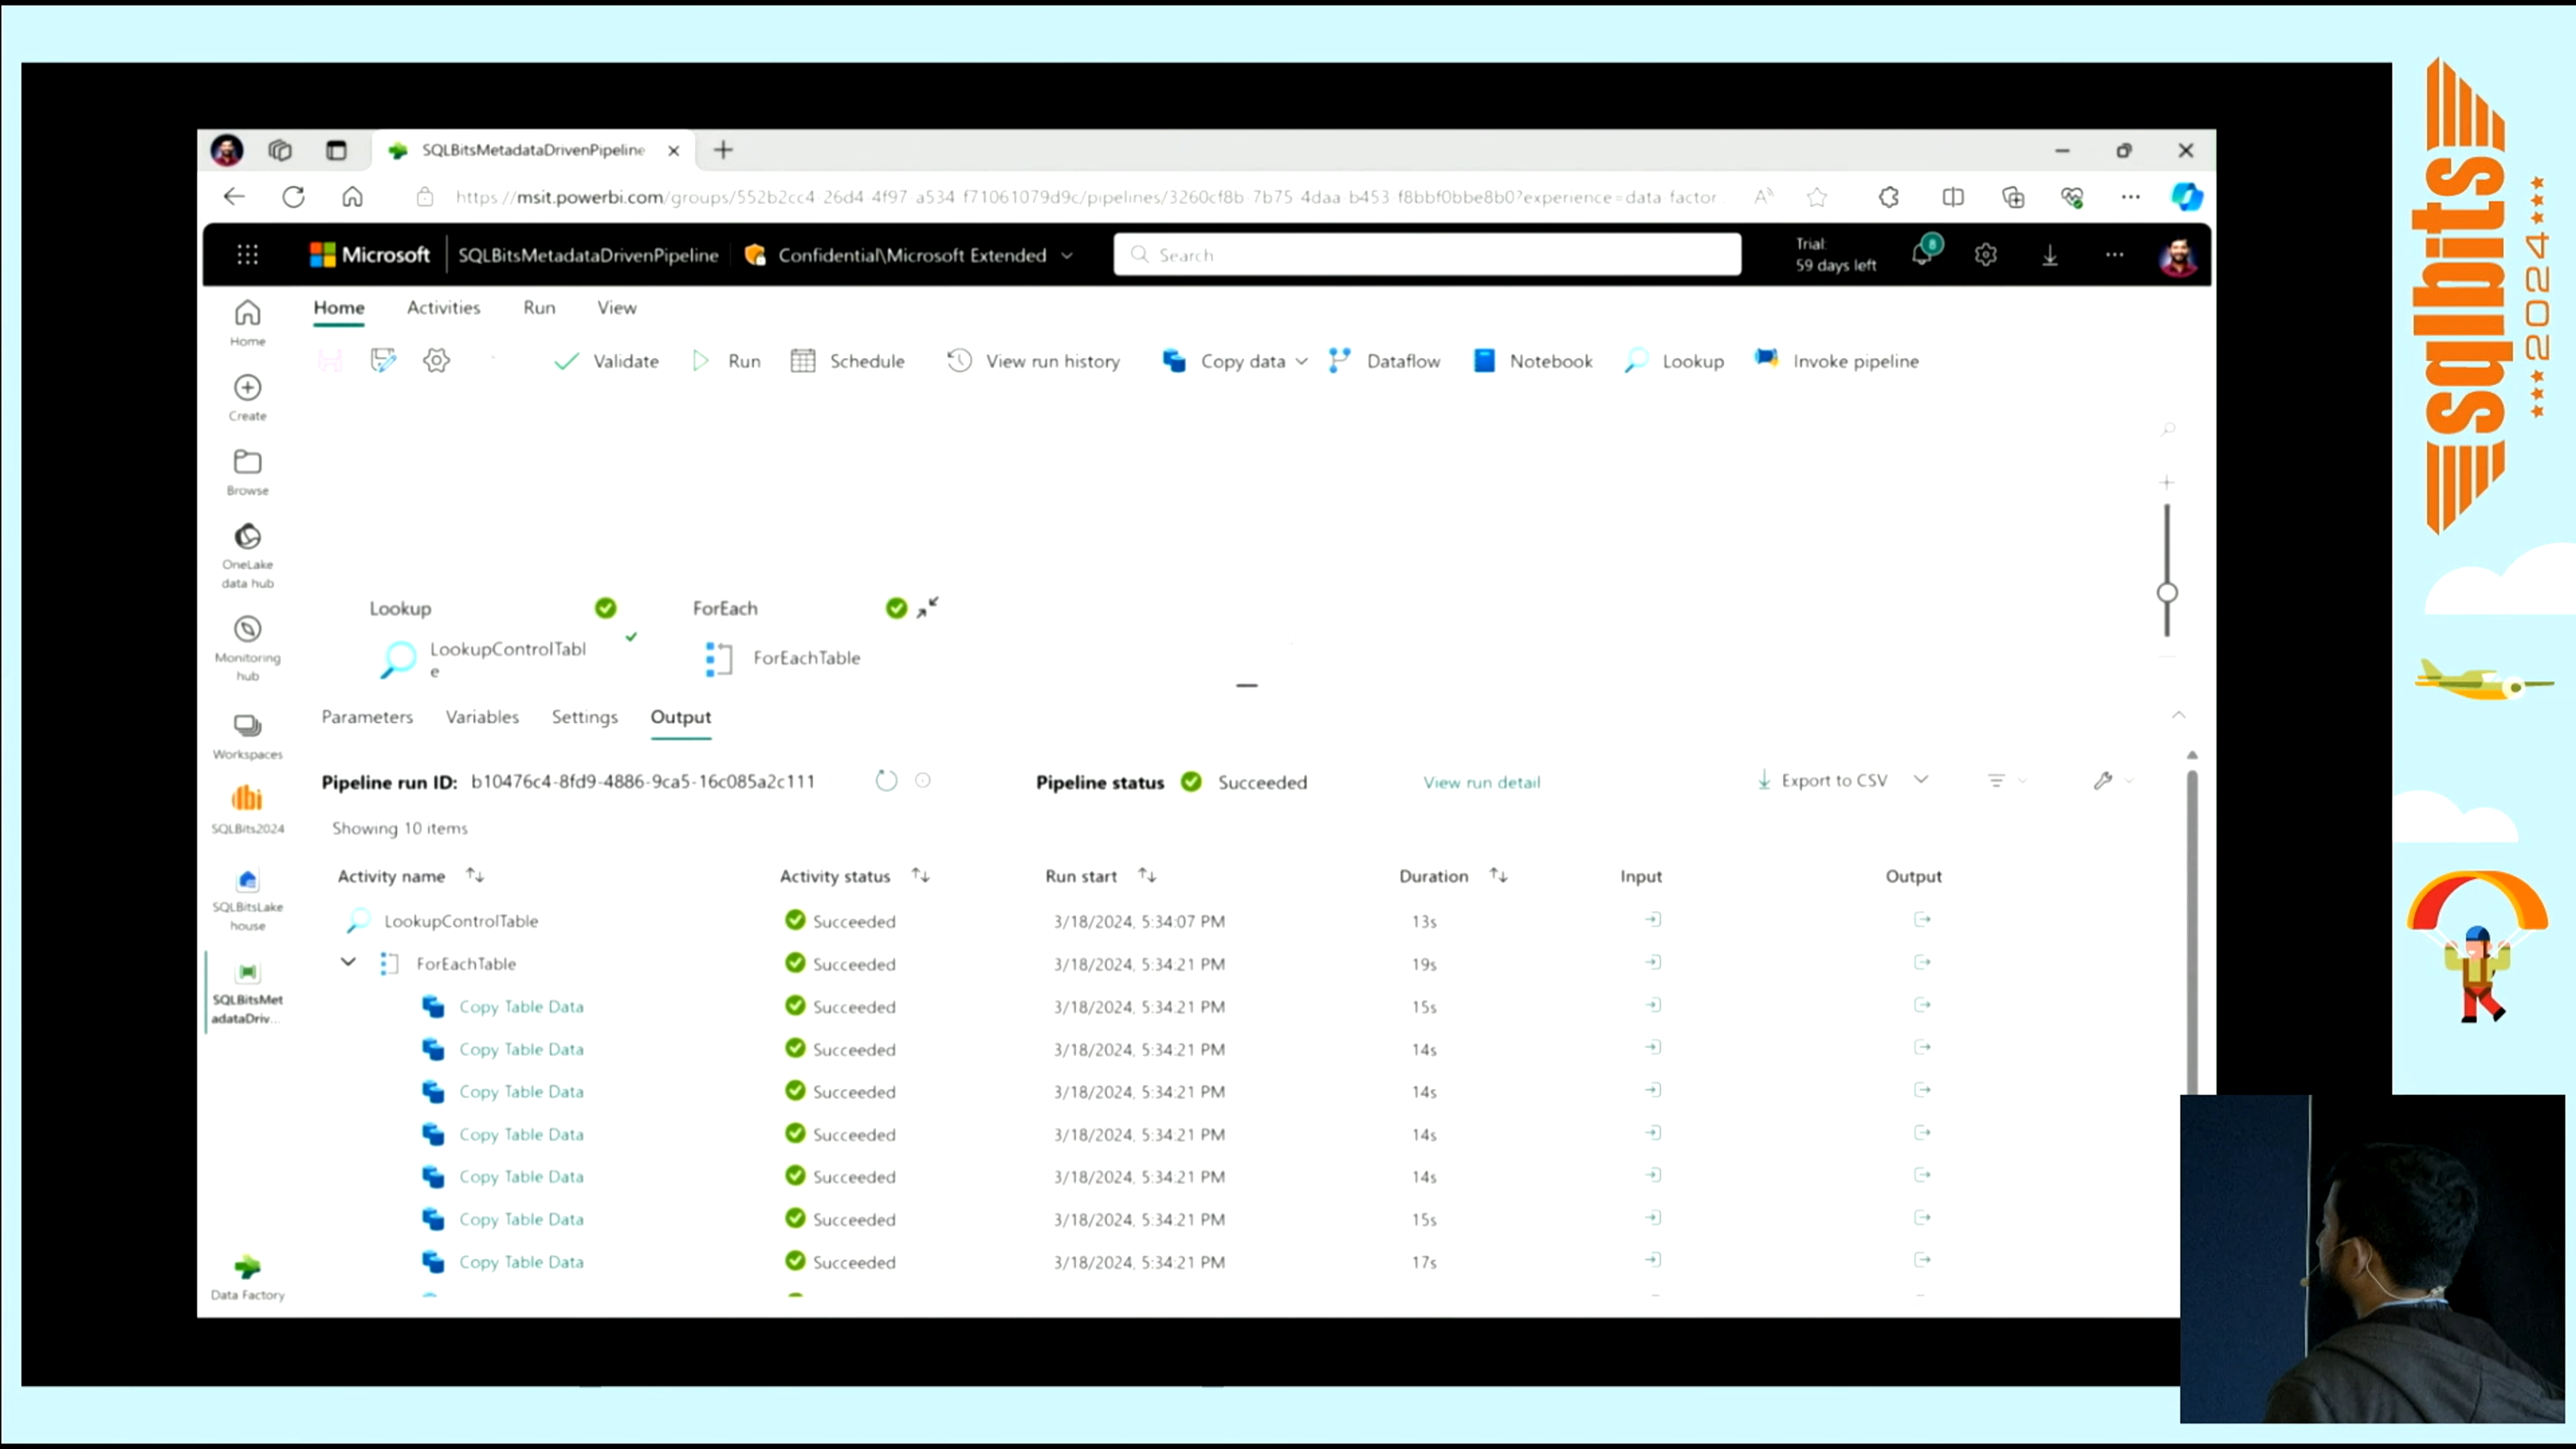 SQLBitsMetadataDrivenPipeline
https://msit.powerbi.com/groups/552b2cc4-26d4-4f97-a534-f71061079d9c/pipelines/3260cf8b-7b75-4daa-b453-f8bbf0bbe8b0?experience=data-factor
Microsoft SQLBitsMetadataDrivenPipeline Confidential\Microsoft Extended Search Trial: 59 days left 8
Home Activities Run View
Validate Run Schedule View run history Copy data Dataflow Notebook Lookup Invoke pipeline
Home
Create
Browse
OneLake
data hub
Monitoring
hub
Workspaces
SQLBits2024
SQLBitsLake
house
SQLBitsMet
adataDriv...
Data Factory
Lookup
LookupControlTabl
e
ForEach
ForEachTable
Parameters Variables Settings Output
Pipeline run ID: b10476c4-8fd9-4886-9ca5-16c085a2c111 Pipeline status Succeeded View run detail Export to CSV
Showing 10 items
Activity name Activity status Run start Duration Input Output
LookupControlTable Succeeded 3/18/2024, 5:34:07 PM 13s
ForEachTable Succeeded 3/18/2024, 5:34:21 PM 19s
Copy Table Data Succeeded 3/18/2024, 5:34:21 PM 15s
Copy Table Data Succeeded 3/18/2024, 5:34:21 PM 14s
Copy Table Data Succeeded 3/18/2024, 5:34:21 PM 14s
Copy Table Data Succeeded 3/18/2024, 5:34:21 PM 14s
Copy Table Data Succeeded 3/18/2024, 5:34:21 PM 14s
Copy Table Data Succeeded 3/18/2024, 5:34:21 PM 15s
Copy Table Data Succeeded 3/18/2024, 5:34:21 PM 17s
sqlbits
2024